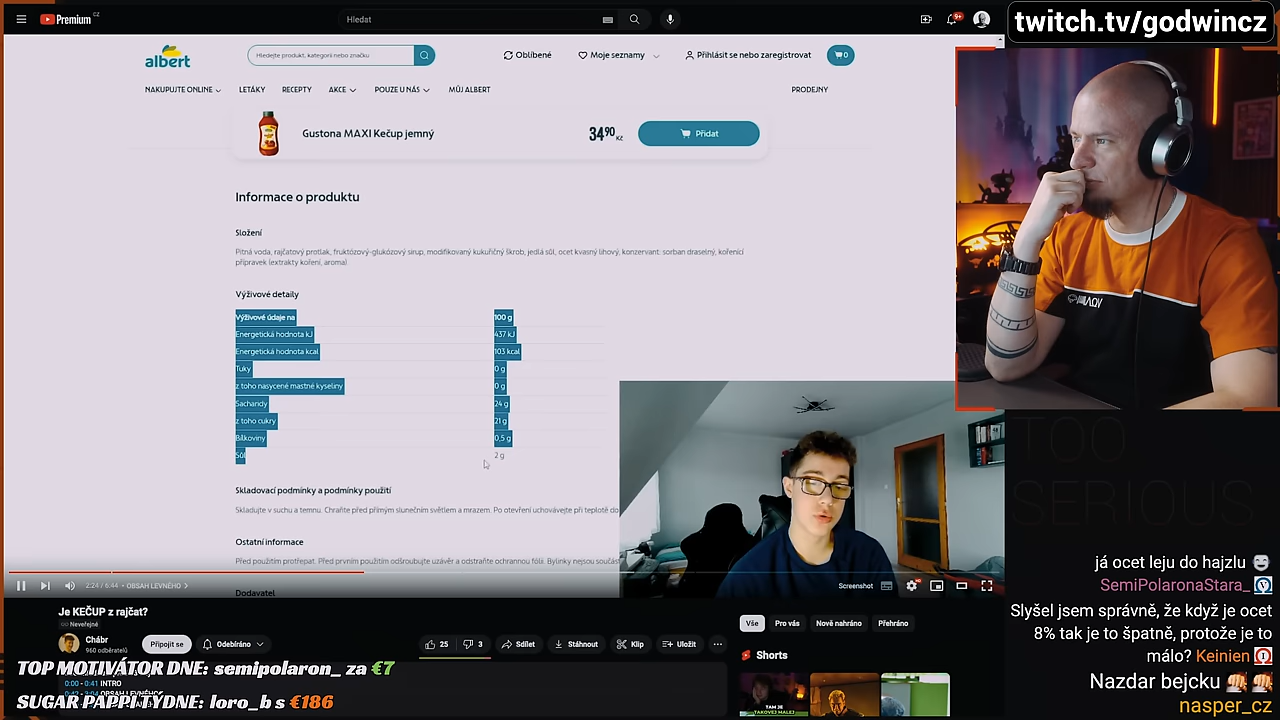 Premium CZ
Hledat
9+
twitch.tv/godwincz
albert
Hledejte produkt, kategorii nebo značku
Oblíbené
Moje seznamy
Přihlásit se nebo zaregistrovat
0
NAKUPUJTE ONLINE
LETÁKY
RECEPTY
AKCE
POUZE U NÁS
MŮJ ALBERT
PRODEJNY
Gustona MAXI Kečup jemný
34 90 Kč
Přidat
Informace o produktu
Složení
Pitná voda, rajčatový protlak, fruktózový-glukózový sirup, modifikovaný kukuřičný škrob, jedlá sůl, ocet kvasný lihový, konzervant: sorban draselný, kořenící
přípravek (extrakty koření, aroma).
Výživové detaily
Výživové údaje na 100 g
Energetická hodnota kJ 437 kJ
Energetická hodnota kcal 103 kcal
Tuky 0 g
z toho nasycené mastné kyseliny 0 g
Sacharidy 24 g
z toho cukry 21 g
Bílkoviny 0,5 g
Sůl 2 g
Skladovací podmínky a podmínky použití
Skladujte v suchu a temnu. Chraňte před přímým slunečním světlem a mrazem. Po otevření uchovávejte při teplotě do
Ostatní informace
Před použitím protřepat. Před prvním použitím odšroubujte uzávěr a odstraňte ochrannou fólii. Bylinky nejsou součást
Dodavatel
2:24 / 6:44 • OBSAH LEVNÉHO
Screenshot
Je KEČUP z rajčat?
Neveřejné
Chábr
960 odběratelů
Připojit se
Odebíráno
25
3
Sdílet
Stáhnout
Klip
Uložit
0:00 - 0:41 INTRO
TOP MOTIVÁTOR DNE: semipolaron_ za €7
SUGAR PAPPI TÝDNE: loro_b s €186
Vše
Pro vás
Nově nahráno
Přehráno
Shorts
TAM JE
TAKOVEJ MALEJ
TOO
SERIOUS
já ocet leju do hajzlu
SemiPolaronaStara_
Slyšel jsem správně, že když je ocet
8% tak je to špatně, protože je to
málo? Keinien
Nazdar bejcku
nasper_cz